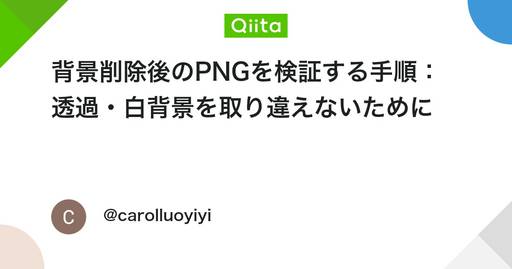 Qiita
背景削除後のPNGを検証する手順：
透過・白背景を取り違えないために
C
@carolluoyiyi